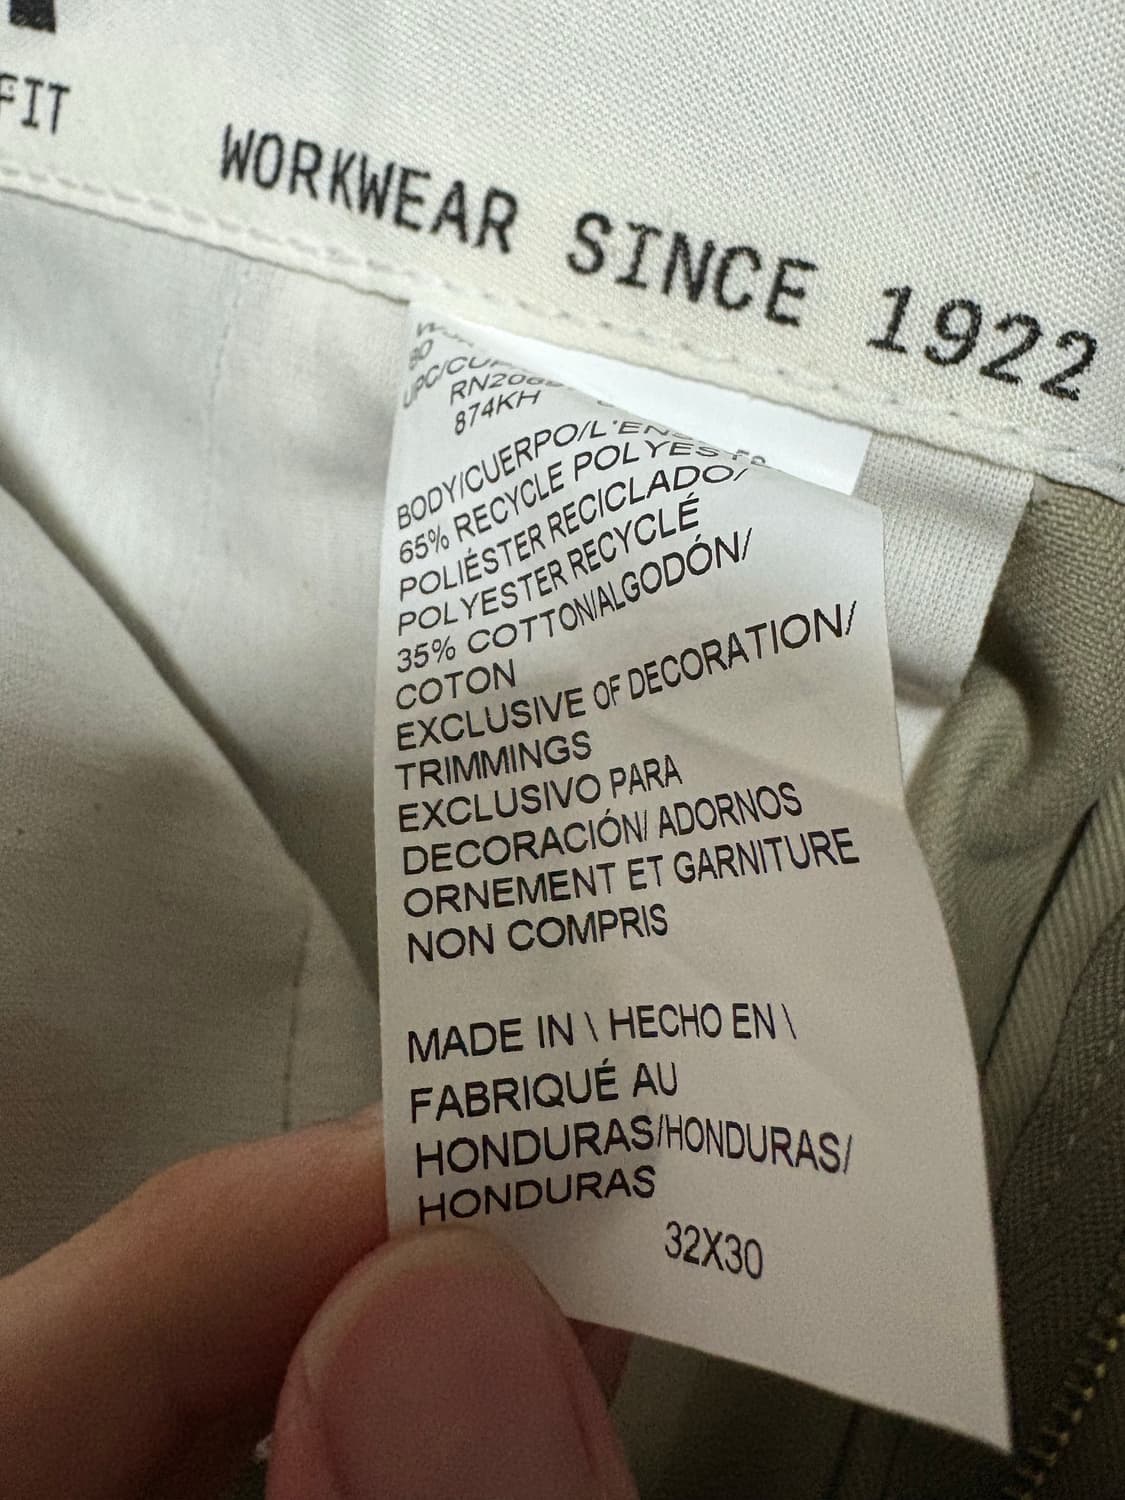 FIT
WORKWEAR SINCE 1922
874KH
BODY/CUERPO/
65% RECYCLE POLYES
POLIÉSTER RECICLADO/
POLYESTER RECYCLÉ
35% COTTON/ALGODÓN/
COTON
EXCLUSIVE OF DECORATION/
TRIMMINGS
EXCLUSIVO PARA
DECORACIÓN/ ADORNOS
ORNEMENT ET GARNITURE
NON COMPRIS
MADE IN \ HECHO EN \
FABRIQUÉ AU
HONDURAS/HONDURAS/
HONDURAS
32X30